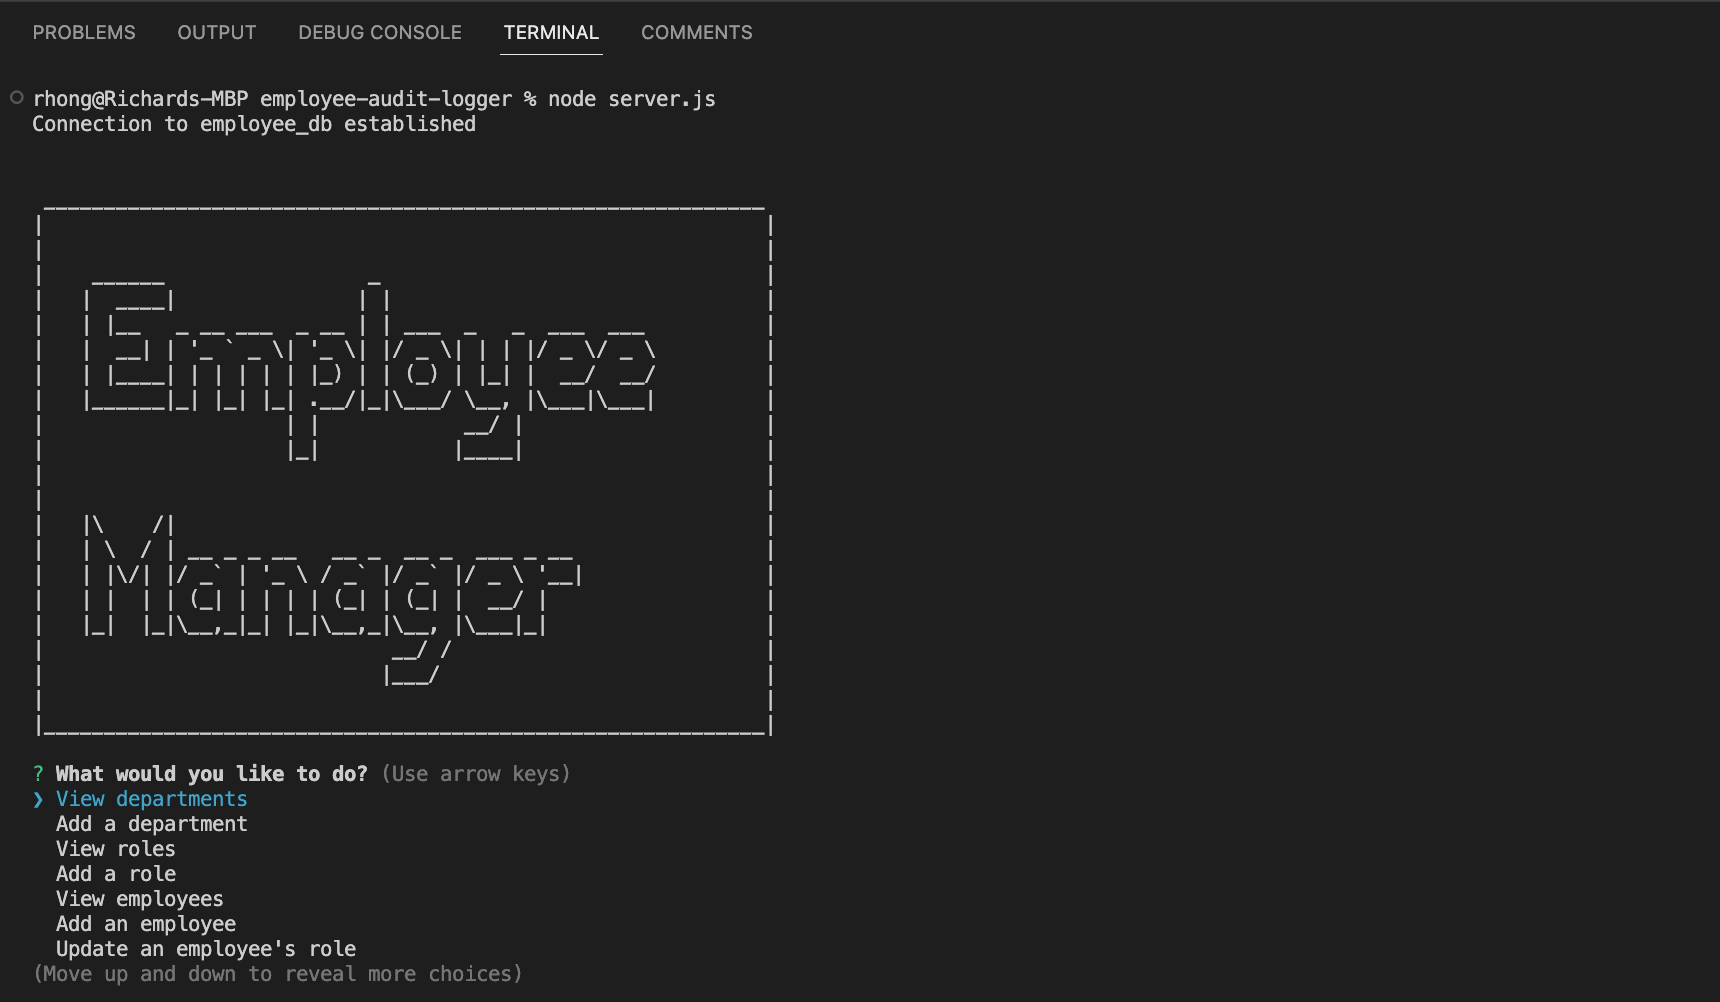 PROBLEMS OUTPUT DEBUG CONSOLE TERMINAL COMMENTS
rhong@Richards-MBP employee-audit-logger % node server.js
Connection to employee_db established
Employee
Manager
? What would you like to do? (Use arrow keys)
❯ View departments
Add a department
View roles
Add a role
View employees
Add an employee
Update an employee's role
(Move up and down to reveal more choices)